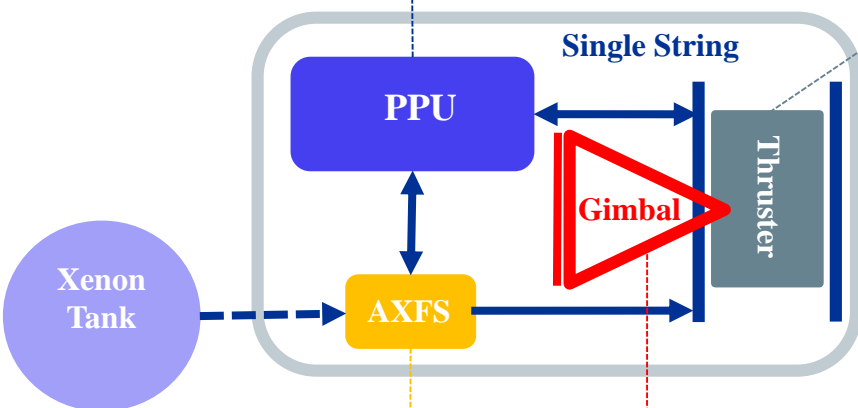 Single String
PPU
Gimbal
Thruster
Xenon
Tank
AXFS